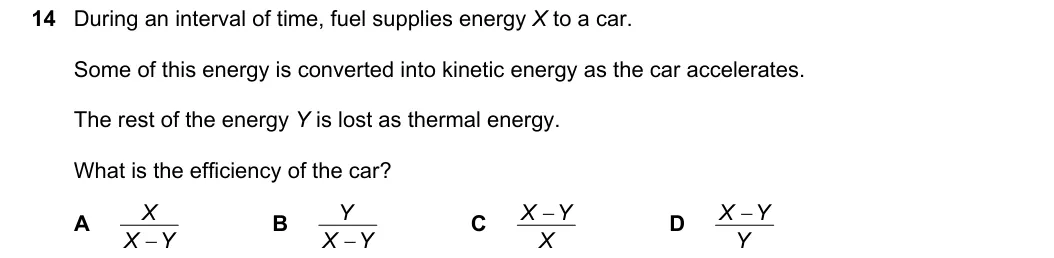 14 During an interval of time, fuel supplies energy X to a car.
Some of this energy is converted into kinetic energy as the car accelerates.
The rest of the energy Y is lost as thermal energy.
What is the efficiency of the car?
A X / X – Y B Y / X – Y C X – Y / X D X – Y / Y